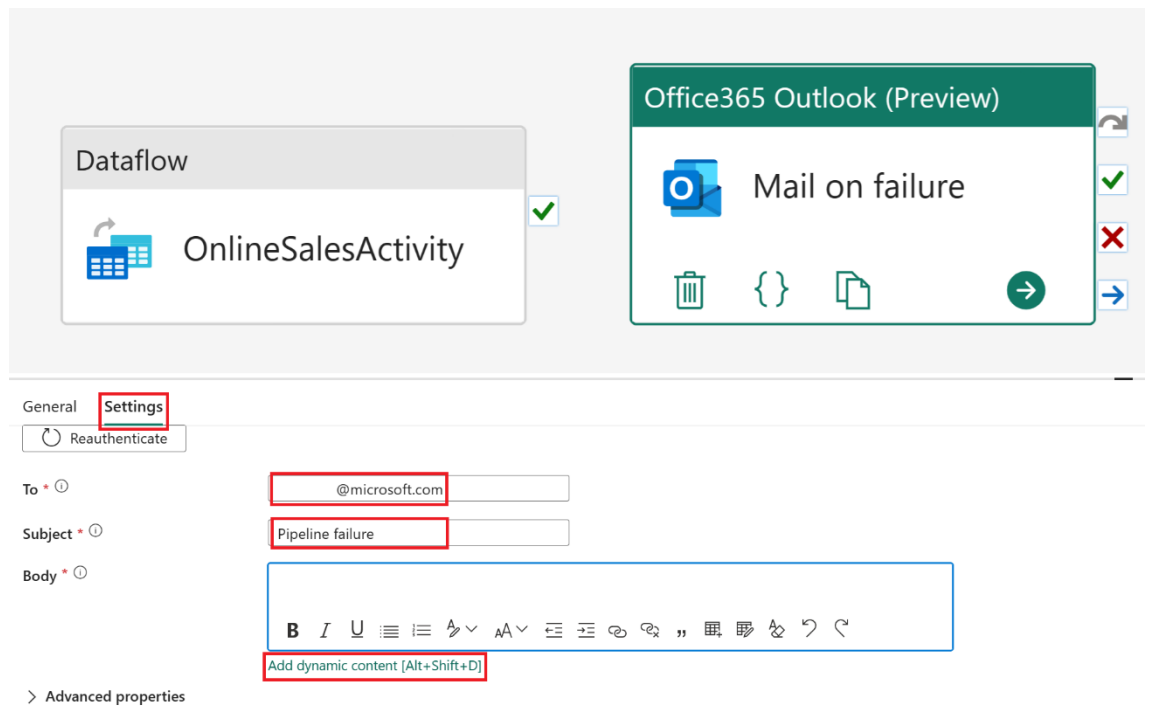 Office365 Outlook (Preview)
Dataflow
Mail on failure
OnlineSalesActivity
General Settings
Reauthenticate
To *
@microsoft.com
Subject *
Pipeline failure
Body *
B I U
Add dynamic content [Alt+Shift+D]
Advanced properties